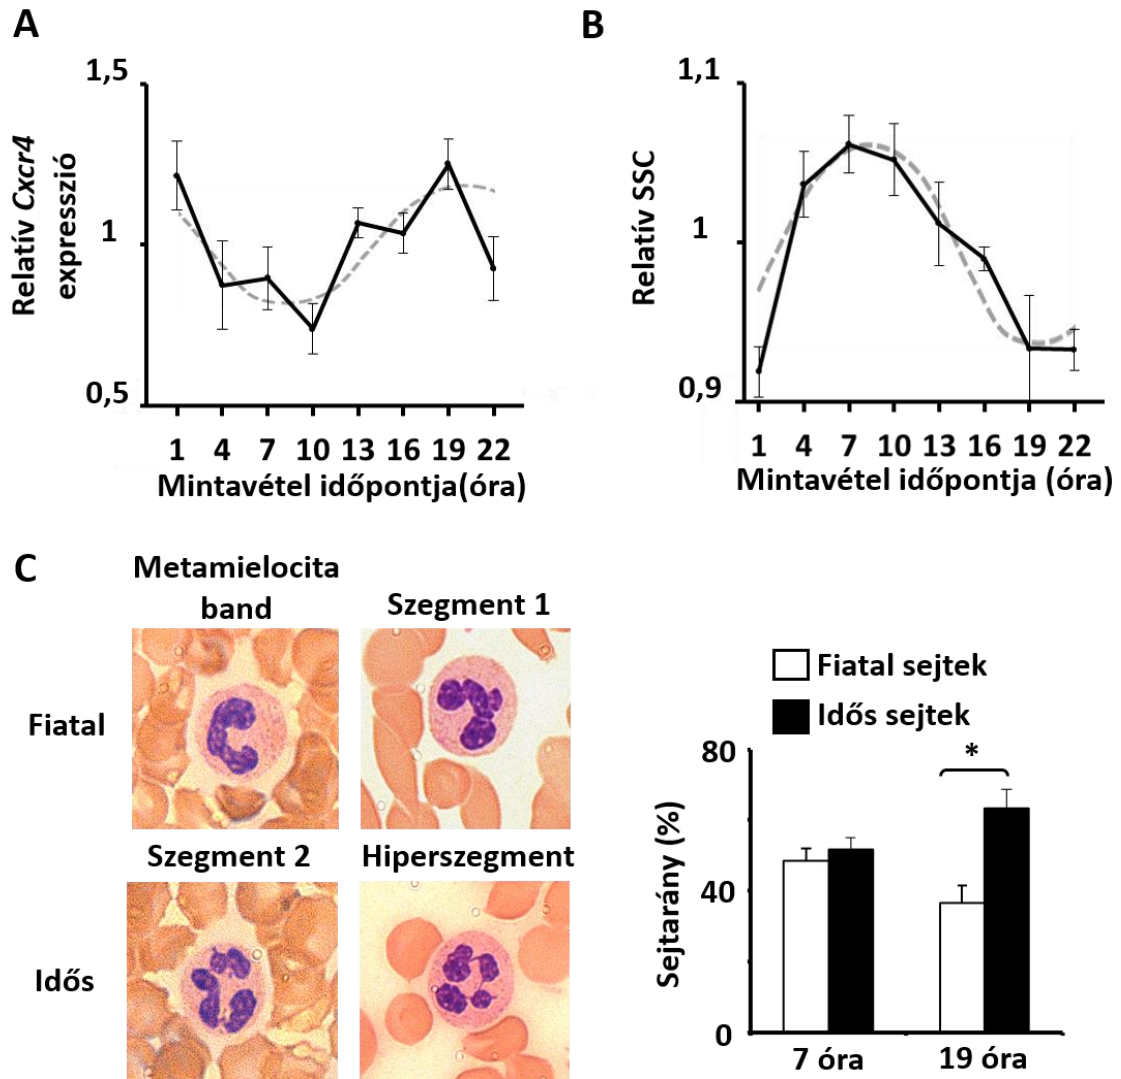 A
Relatív Cxcr4
expresszió
1,5
1
0,5
1 4 7 10 13 16 19 22
Mintavétel időpontja(óra)
B
Relatív SSC
1,1
1
0,9
1 4 7 10 13 16 19 22
Mintavétel időpontja (óra)
C
Metamielocita
band
Szegment 1
Fiatal
Szegment 2
Hiperszegment
Idős
Fiatal sejtek
Idős sejtek
Sejtarány (%)
80
40
0
*
7 óra
19 óra